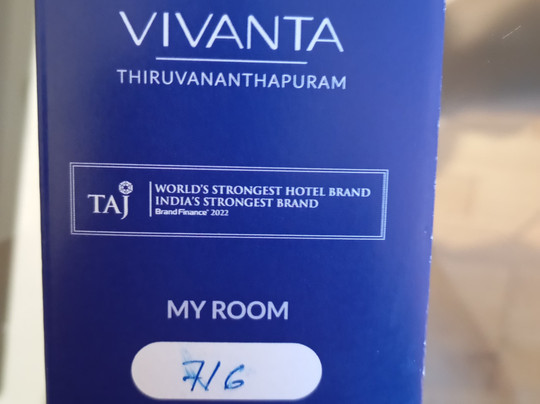 VIVANTA
THIRUVANANTHAPURAM
TAJ
WORLD'S STRONGEST HOTEL BRAND
INDIA'S STRONGEST BRAND
Brand Finance® 2022
MY ROOM
716